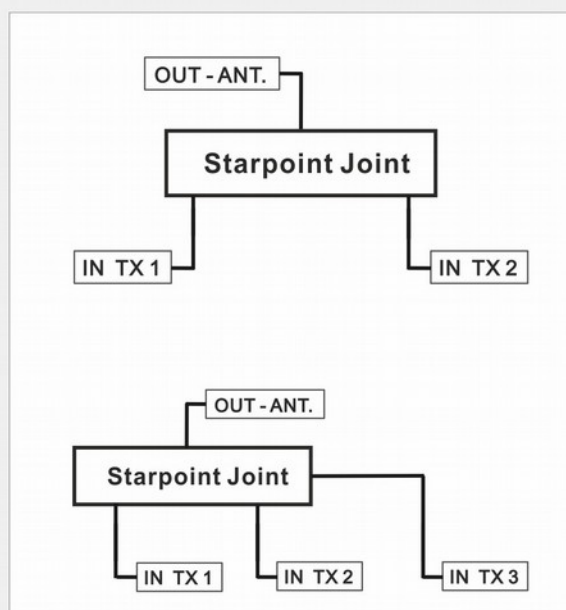 OUT - ANT.
Starpoint Joint
IN TX 1
IN TX 2
OUT - ANT.
Starpoint Joint
IN TX 1
IN TX 2
IN TX 3